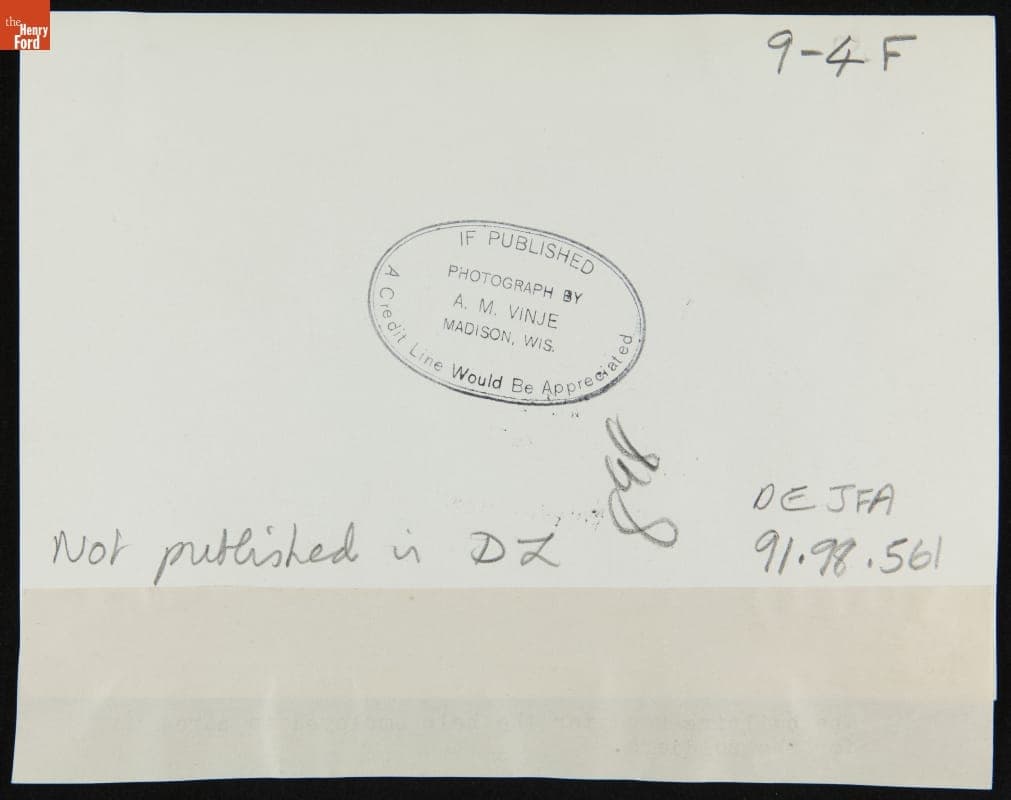 the
Henry
Ford
9-4 F
IF PUBLISHED
PHOTOGRAPH BY
A. M. VINJE
MADISON, WIS.
A Credit Line Would Be Appreciated
DEJFA
Not published in DL
91.98.561